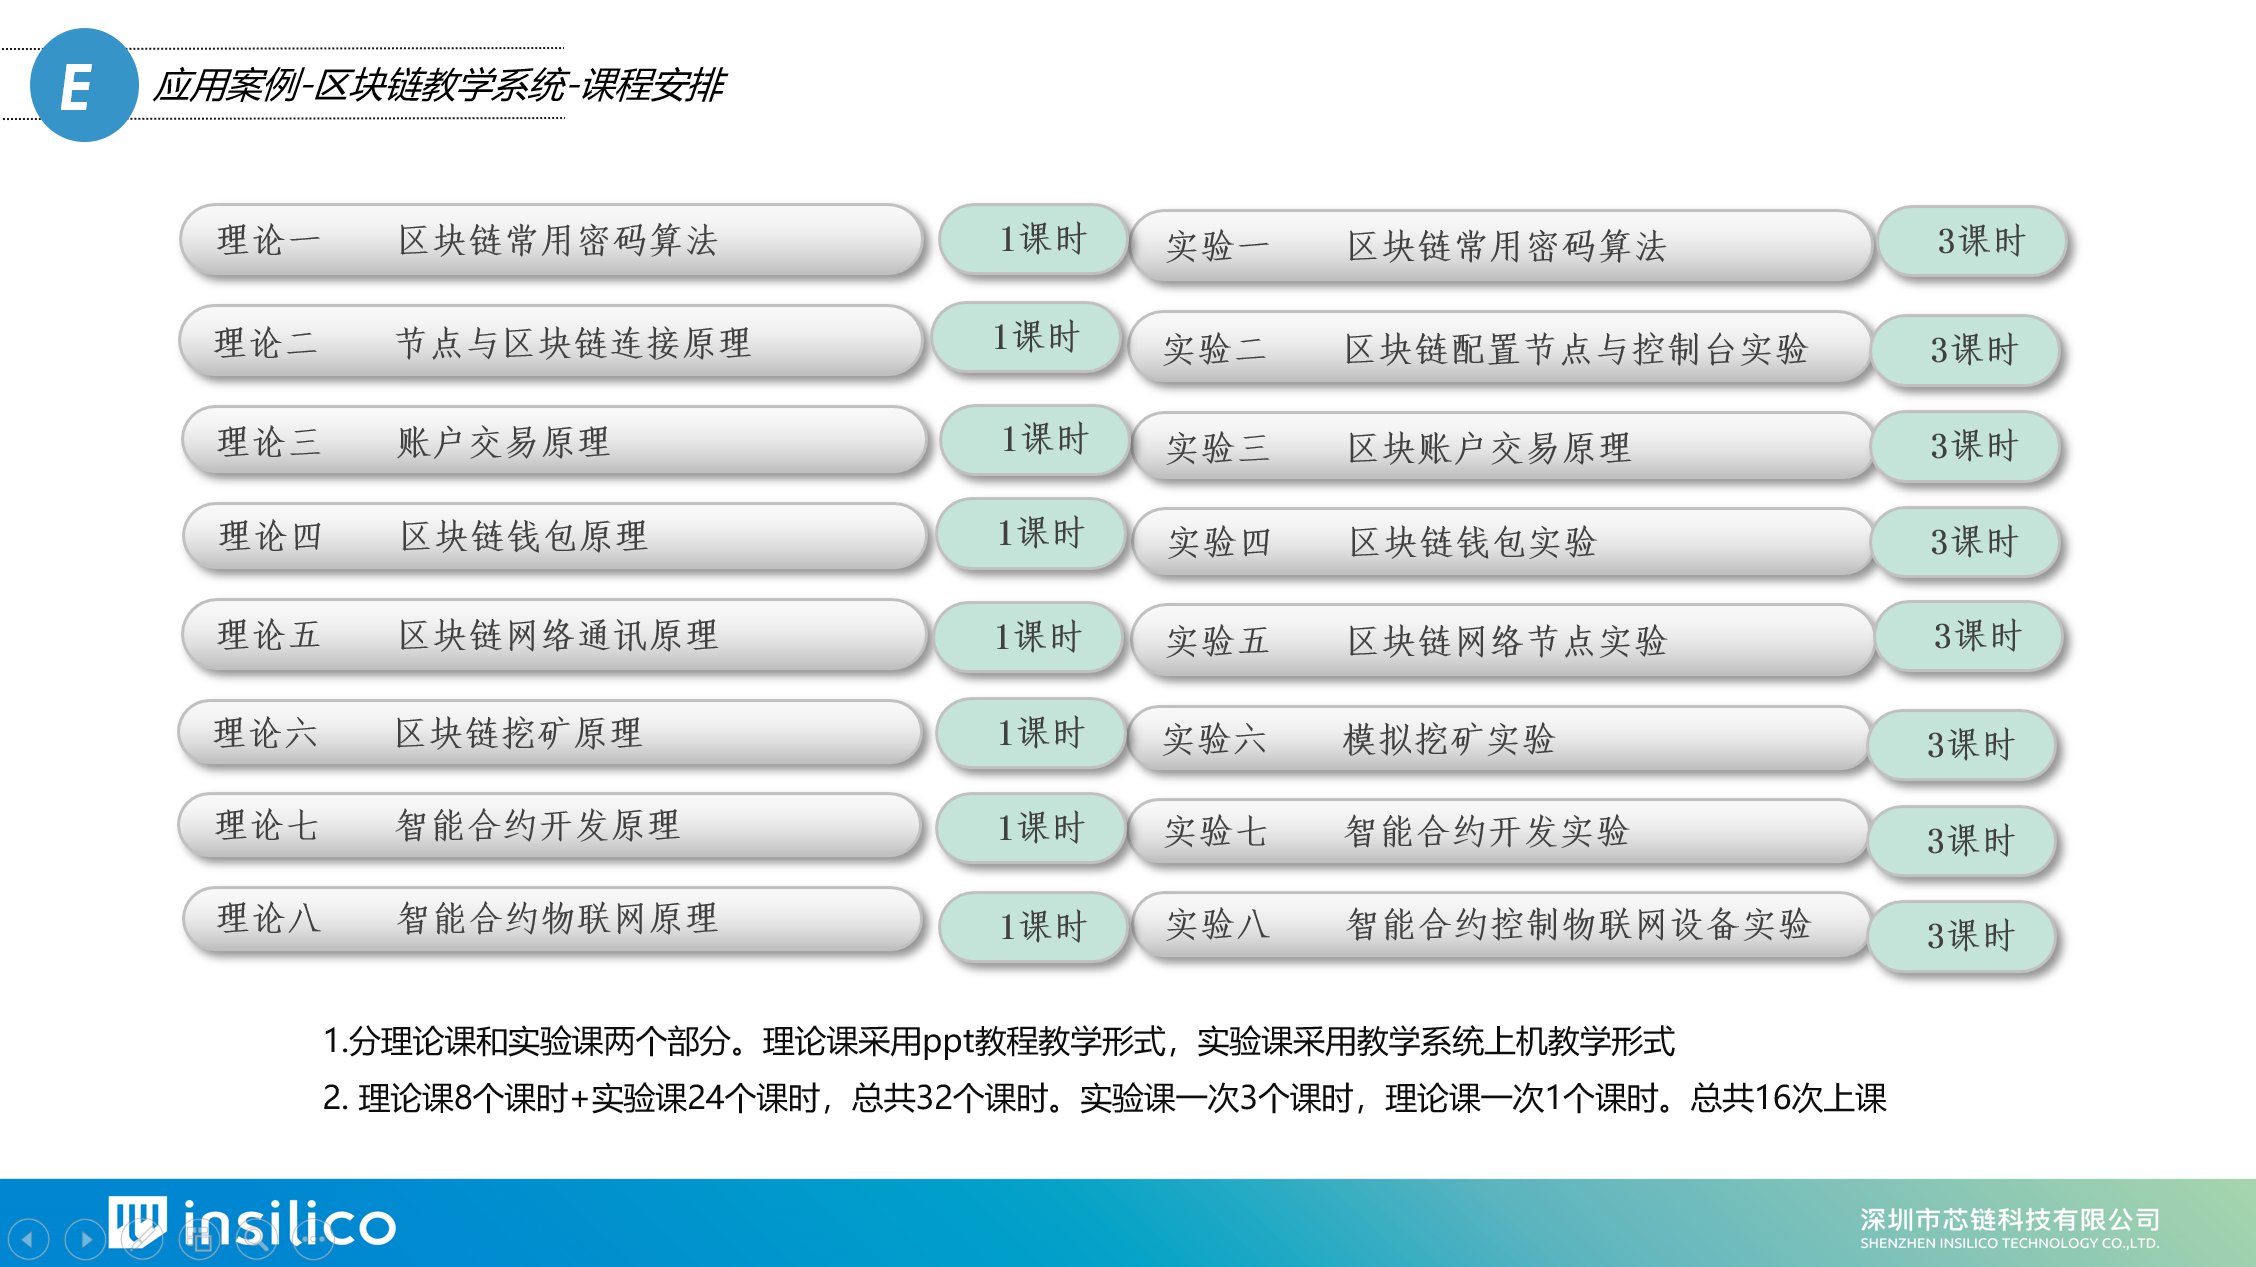 E
应用案例-区块链教学系统-课程安排
理论一 区块链常用密码算法 1课时 实验一 区块链常用密码算法 3课时
理论二 节点与区块链连接原理 1课时 实验二 区块链配置节点与控制台实验 3课时
理论三 账户交易原理 1课时 实验三 区块账户交易原理 3课时
理论四 区块链钱包原理 1课时 实验四 区块链钱包实验 3课时
理论五 区块链网络通讯原理 1课时 实验五 区块链网络节点实验 3课时
理论六 区块链挖矿原理 1课时 实验六 模拟挖矿实验 3课时
理论七 智能合约开发原理 1课时 实验七 智能合约开发实验 3课时
理论八 智能合约物联网原理 1课时 实验八 智能合约控制物联网设备实验 3课时
1.分理论课和实验课两个部分。理论课采用ppt教程教学形式，实验课采用教学系统上机教学形式
2. 理论课8个课时+实验课24个课时，总共32个课时。实验课一次3个课时，理论课一次1个课时。总共16次上课
insilico
深圳市芯链科技有限公司
SHENZHEN INSILICO TECHNOLOGY CO.,LTD.